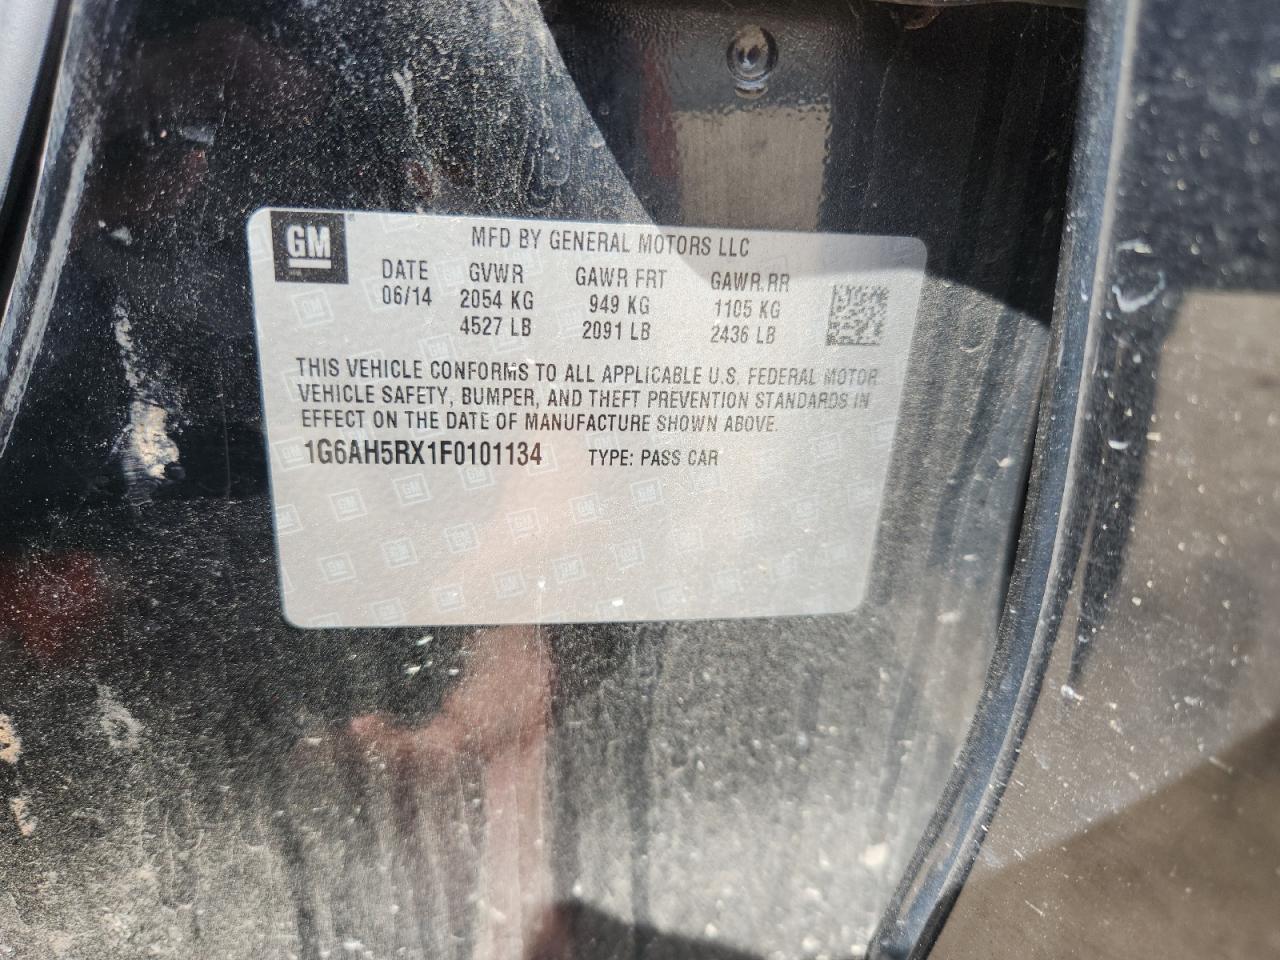 GM
MFD BY GENERAL MOTORS LLC
DATE GVWR GAWR FRT GAWR RR
06/14 2054 KG 949 KG 1105 KG
4527 LB 2091 LB 2436 LB
THIS VEHICLE CONFORMS TO ALL APPLICABLE U.S. FEDERAL MOTOR
VEHICLE SAFETY, BUMPER, AND THEFT PREVENTION STANDARDS IN
EFFECT ON THE DATE OF MANUFACTURE SHOWN ABOVE.
1G6AH5RX1F0101134 TYPE: PASS CAR